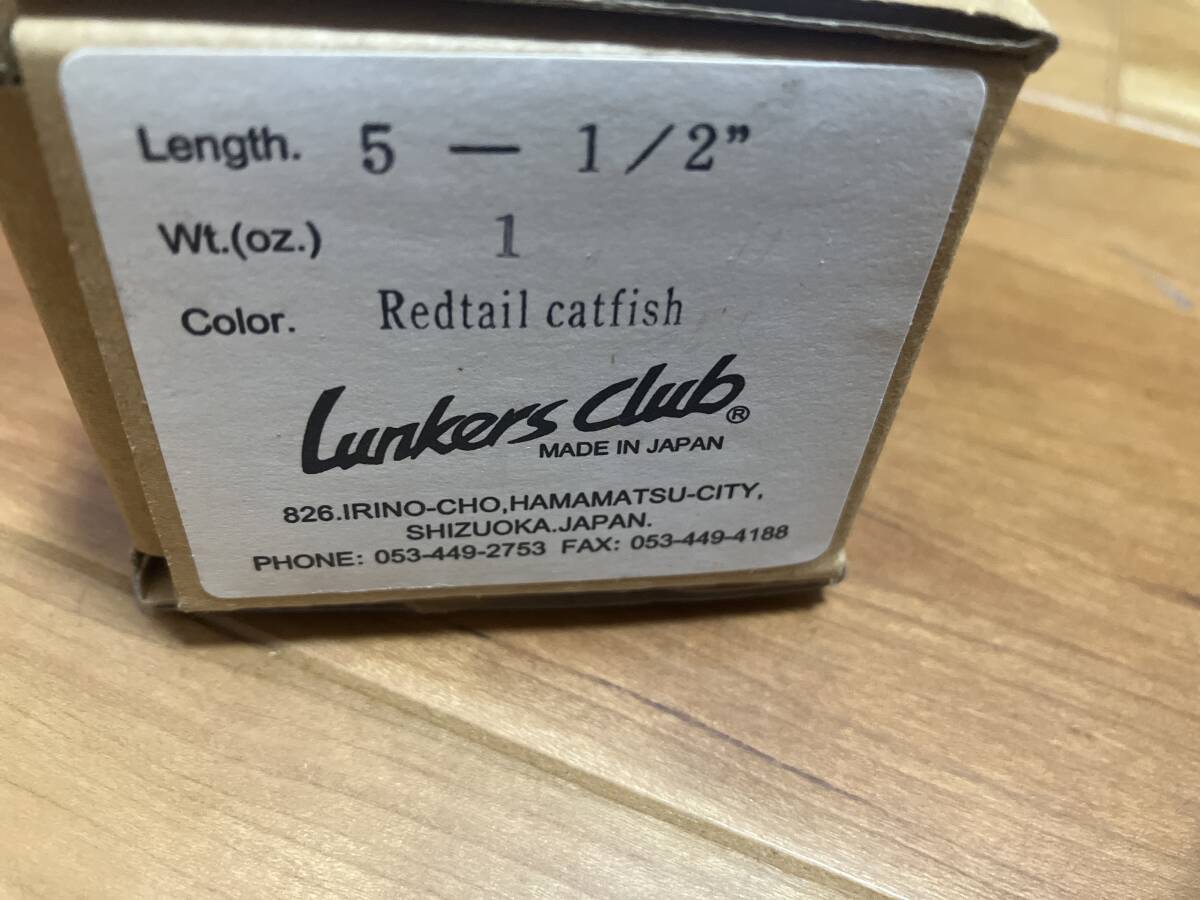 Length. 5 — 1/2”
Wt.(oz.) 1
Color. Redtail catfish
Lunkers Club®
MADE IN JAPAN
826.IRINO-CHO,HAMAMATSU-CITY,
SHIZUOKA.JAPAN.
PHONE: 053-449-2753 FAX: 053-449-4188